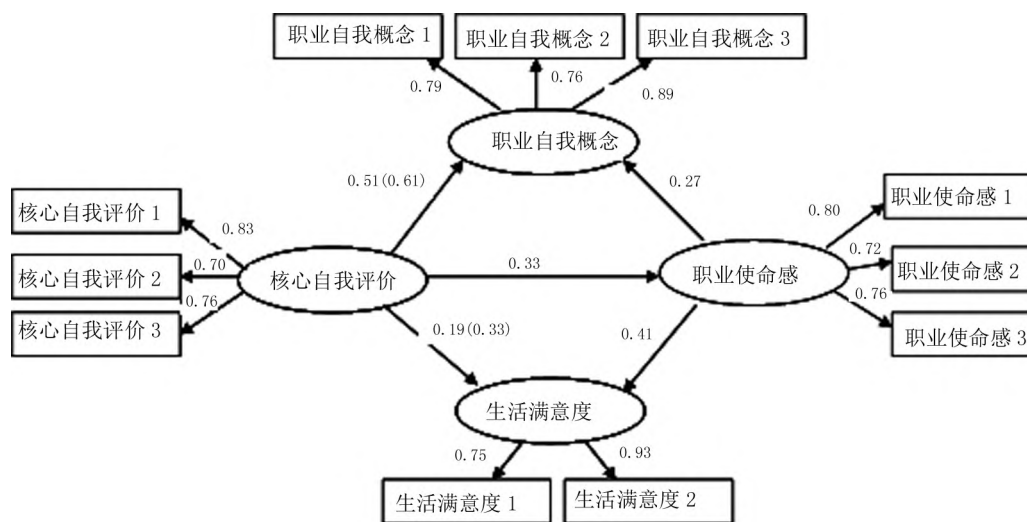 职业自我概念 1
职业自我概念 2
职业自我概念 3
0.79
0.76
0.89
职业自我概念
0.51(0.61)
0.27
核心自我评价 1
核心自我评价 2
核心自我评价 3
0.83
0.70
0.76
核心自我评价
0.33
职业使命感
0.80
0.72
0.76
职业使命感 1
职业使命感 2
职业使命感 3
0.19(0.33)
0.41
生活满意度
0.75
0.93
生活满意度 1
生活满意度 2